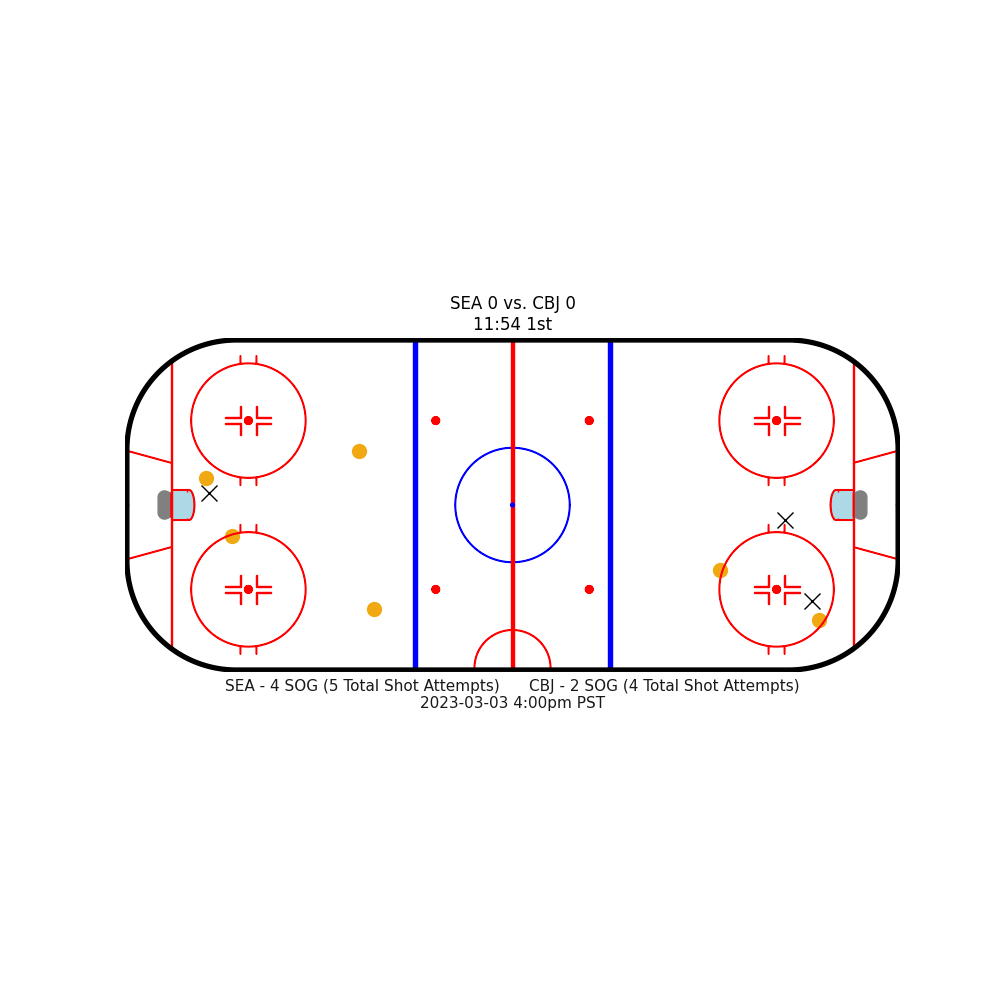 SEA 0 vs. CBJ 0
11:54 1st
SEA - 4 SOG (5 Total Shot Attempts) CBJ - 2 SOG (4 Total Shot Attempts)
2023-03-03 4:00pm PST